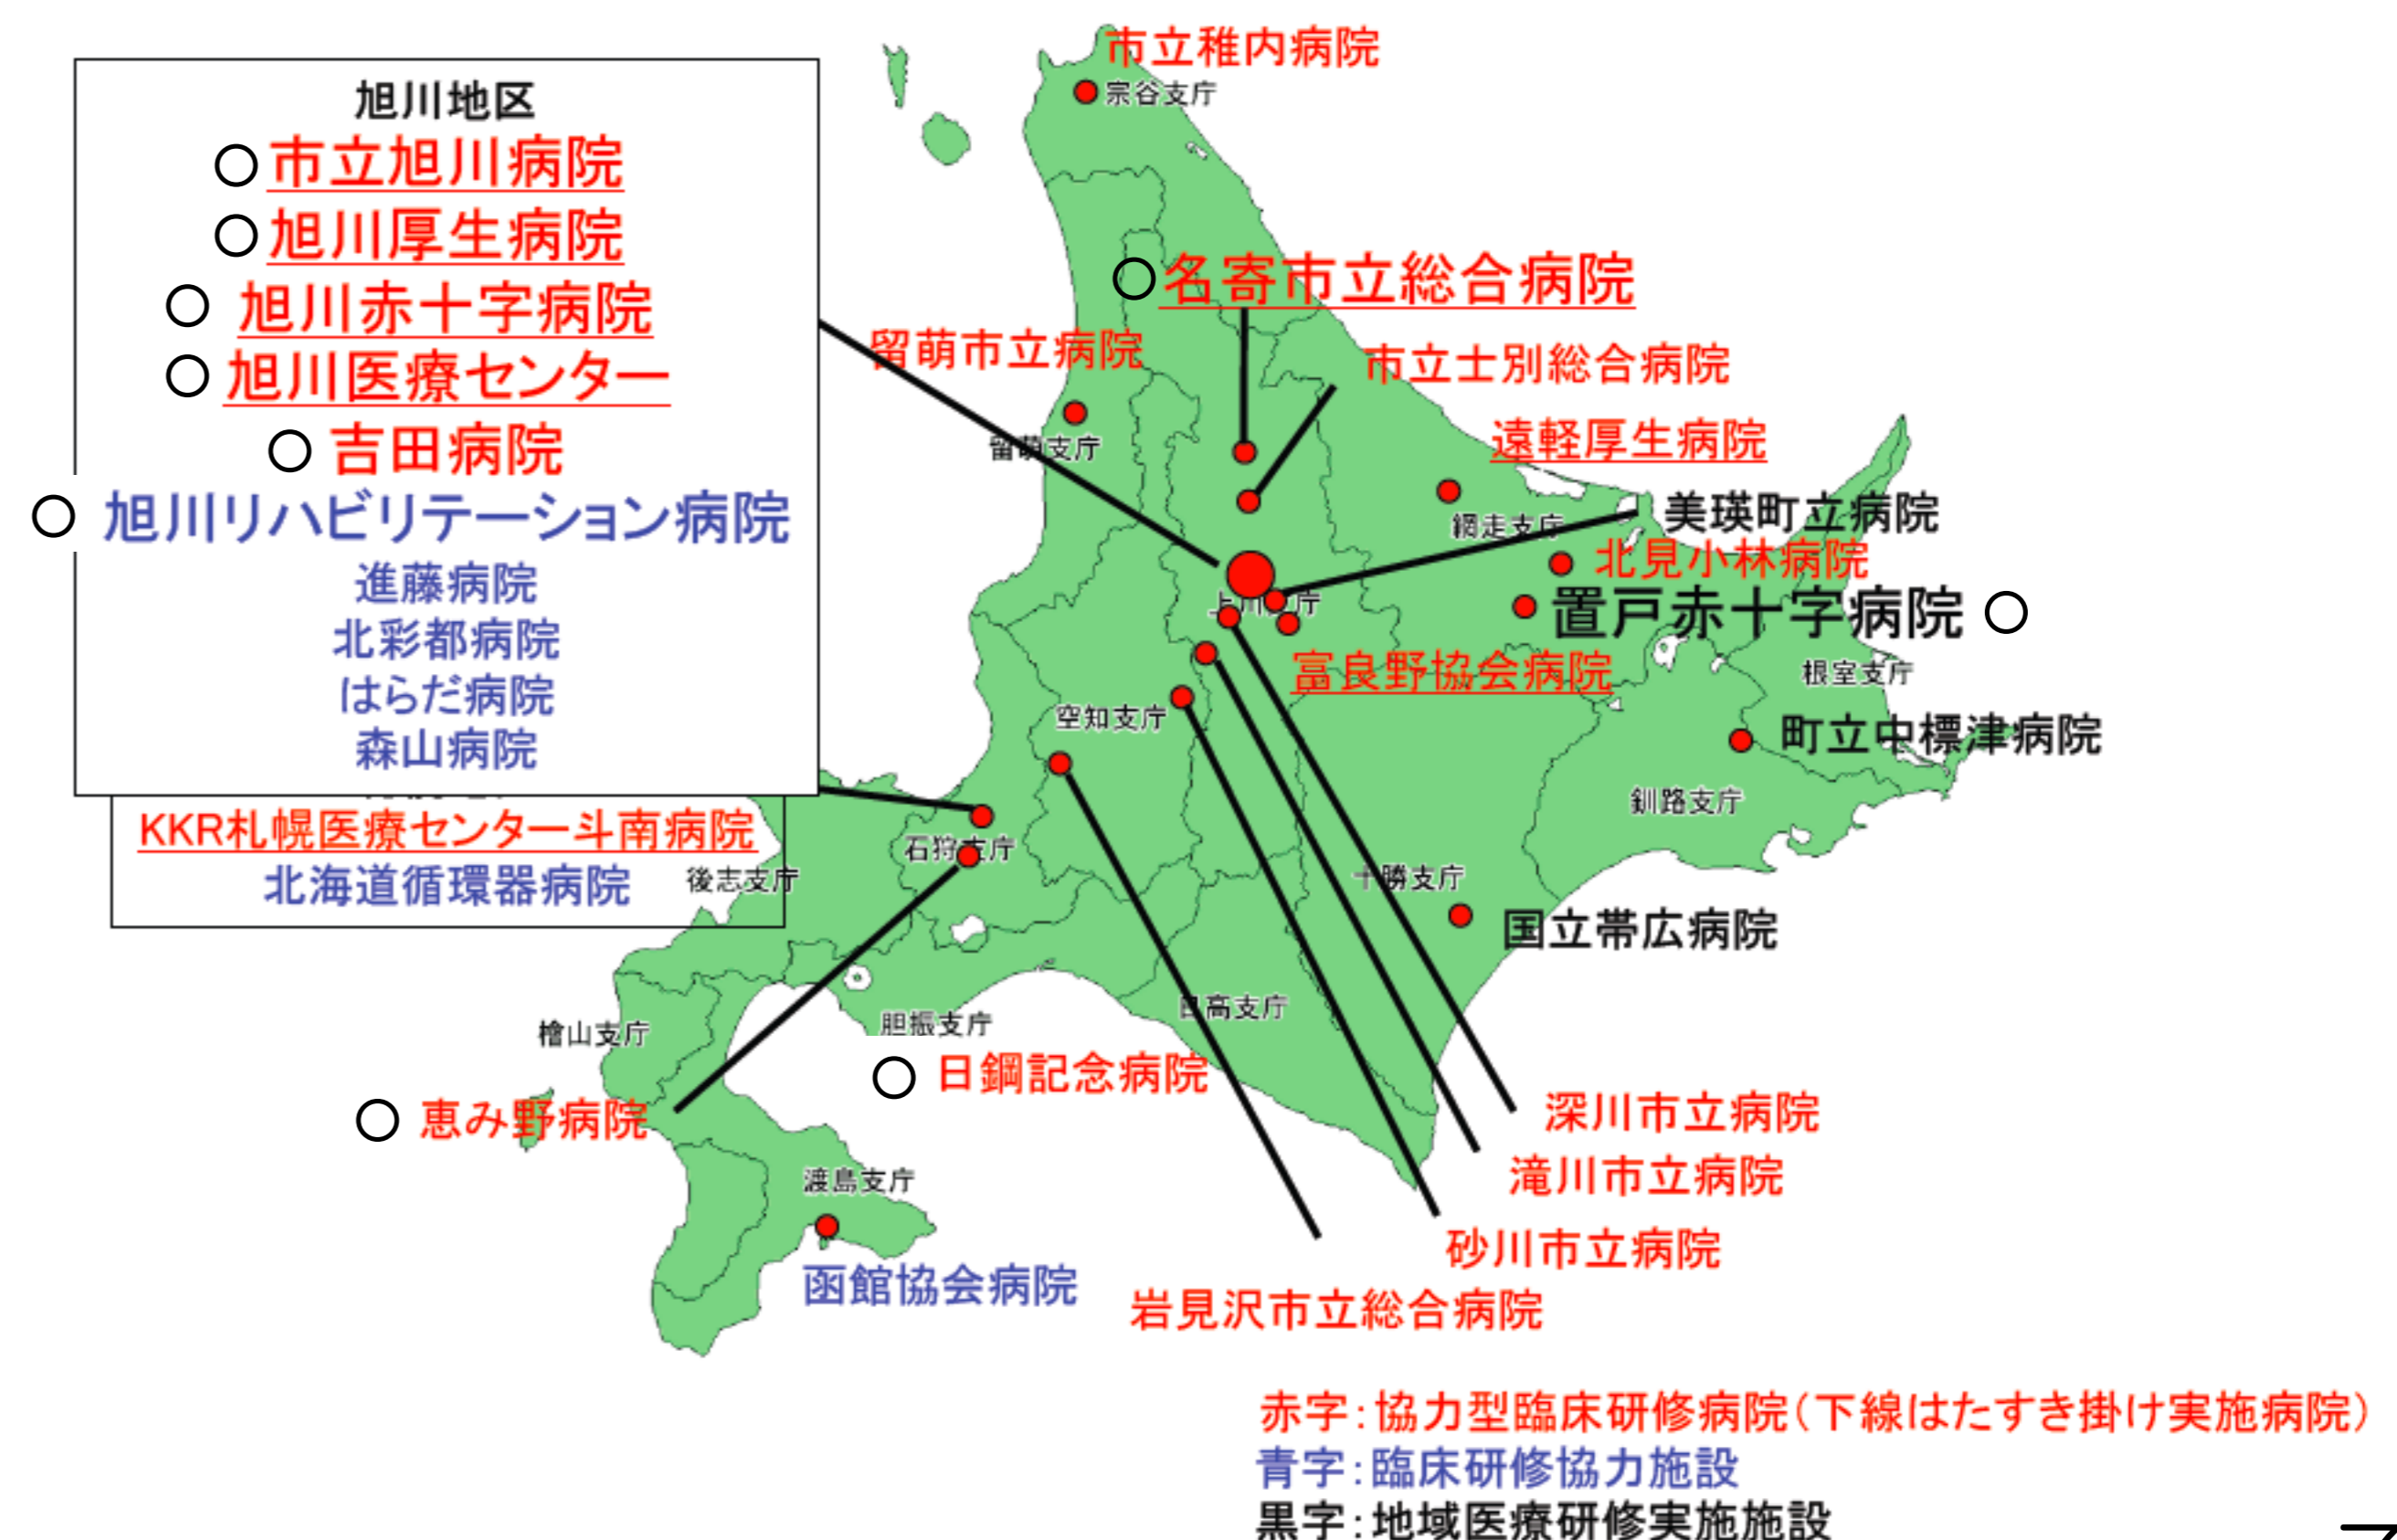 旭川地区
○市立旭川病院
○旭川厚生病院
○旭川赤十字病院
○旭川医療センター
○吉田病院
○旭川リハビリテーション病院
進藤病院
北彩都病院
はらだ病院
森山病院
KKR札幌医療センター斗南病院
北海道循環器病院
市立稚内病院
宗谷支庁
○名寄市立総合病院
留萌市立病院
市立士別総合病院
留萌支庁
遠軽厚生病院
網走支庁
美瑛町立病院
北見小林病院
上川支庁
置戸赤十字病院○
富良野協会病院
根室支庁
空知支庁
町立中標津病院
釧路支庁
石狩支庁
後志支庁
十勝支庁
国立帯広病院
日高支庁
胆振支庁
檜山支庁
○日鋼記念病院
○恵み野病院
深川市立病院
滝川市立病院
渡島支庁
砂川市立病院
函館協会病院
岩見沢市立総合病院
赤字：協力型臨床研修病院（下線はたすき掛け実施病院）
青字：臨床研修協力施設
黒字：地域医療研修実施施設